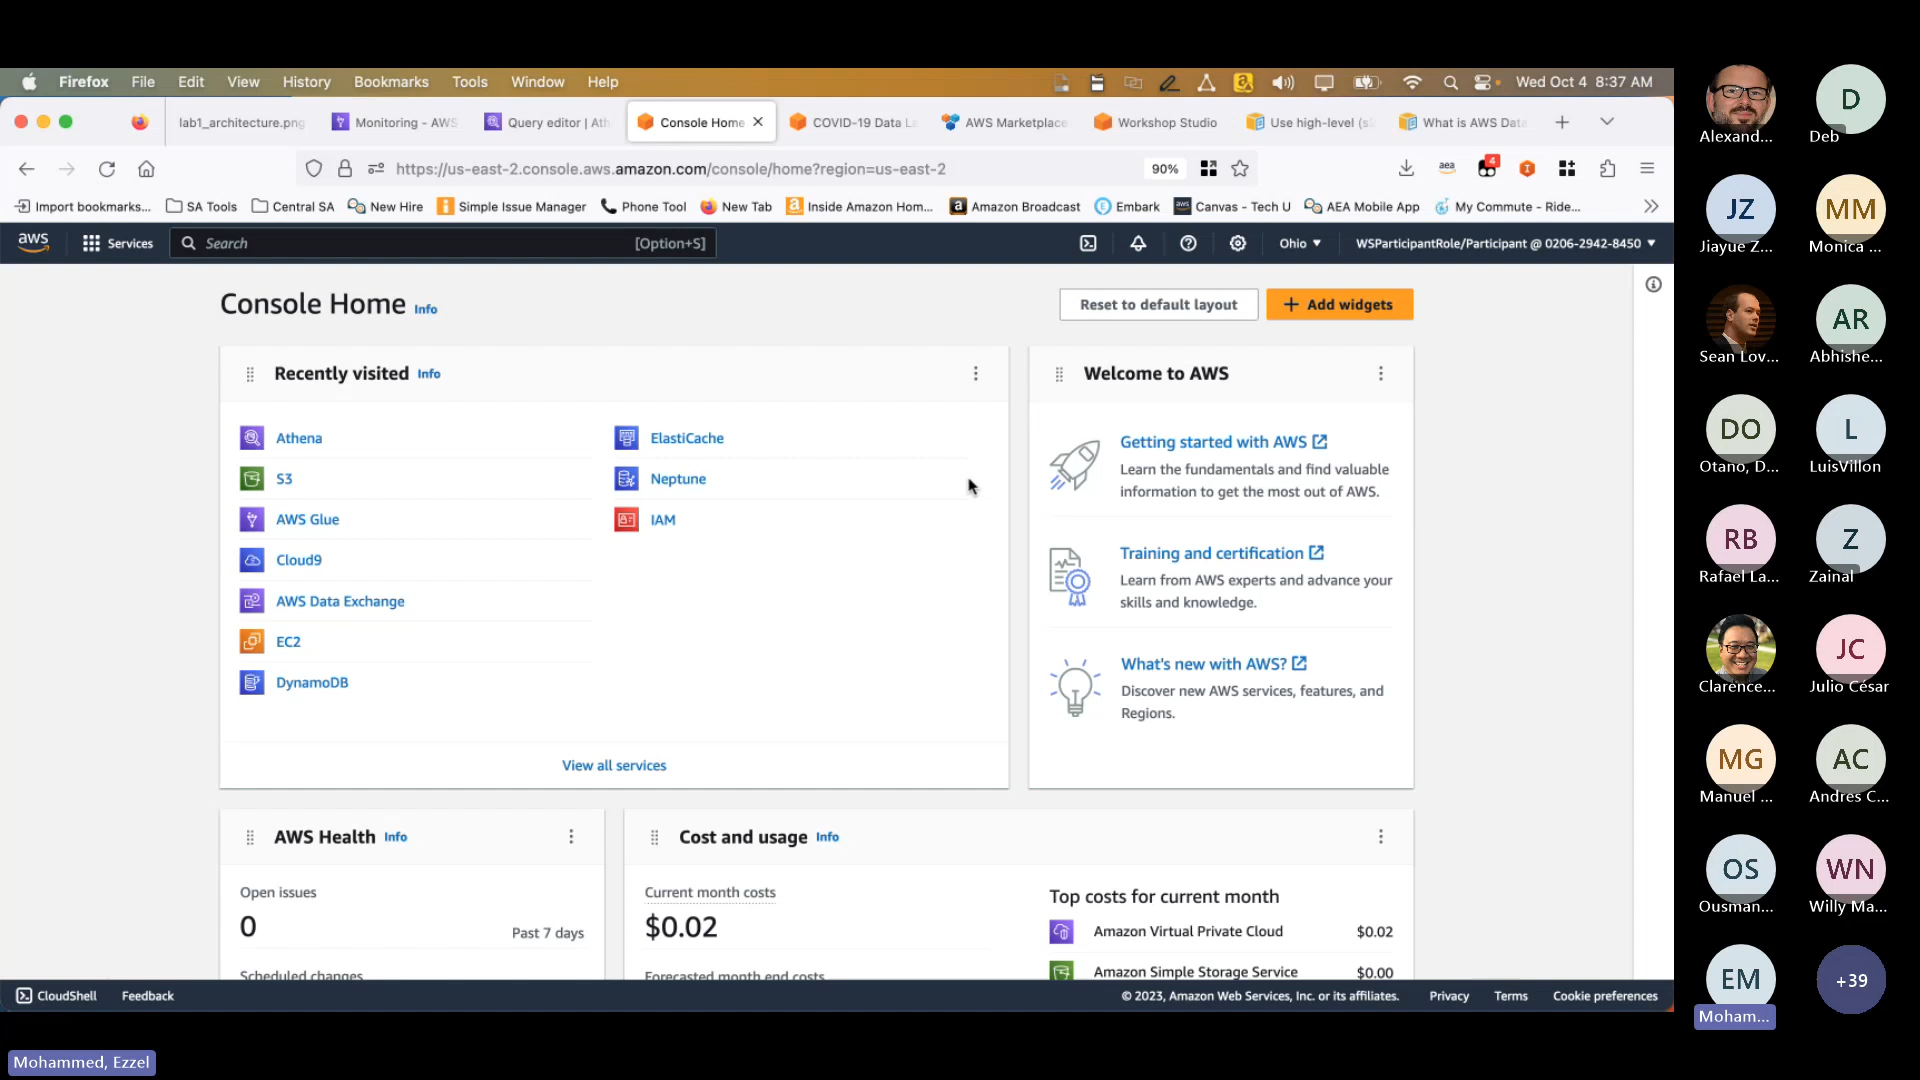 Firefox File Edit View History Bookmarks Tools Window Help Wed Oct 4 8:37 AM
lab1_architecture.png Monitoring - AWS Query editor | Ath Console Home COVID-19 Data La AWS Marketplace Workshop Studio Use high-level (s3 What is AWS Data
https://us-east-2.console.aws.amazon.com/console/home?region=us-east-2 90% aea 4
Import bookmarks... SA Tools Central SA New Hire Simple Issue Manager Phone Tool New Tab Inside Amazon Hom... Amazon Broadcast Embark Canvas - Tech U AEA Mobile App My Commute - Ride...
aws Services Search [Option+S] Ohio WSParticipantRole/Participant @ 0206-2942-8450
Console Home Info
Reset to default layout
Add widgets
Recently visited Info
Athena
S3
AWS Glue
Cloud9
AWS Data Exchange
EC2
DynamoDB
ElastiCache
Neptune
IAM
View all services
Welcome to AWS
Getting started with AWS
Learn the fundamentals and find valuable
information to get the most out of AWS.
Training and certification
Learn from AWS experts and advance your
skills and knowledge.
What's new with AWS?
Discover new AWS services, features, and
Regions.
AWS Health Info
Open issues
0
Past 7 days
Scheduled changes
Cost and usage Info
Current month costs
$0.02
Forecasted month end costs
Top costs for current month
Amazon Virtual Private Cloud $0.02
Amazon Simple Storage Service $0.00
CloudShell Feedback © 2023, Amazon Web Services, Inc. or its affiliates. Privacy Terms Cookie preferences
Mohammed, Ezzel
D
Alexand... Deb
JZ MM
Jiayue Z... Monica ...
AR
Sean Lov... Abhishe...
DO L
Otano, D... LuisVillon
RB Z
Rafael La... Zainal
JC
Clarence... Julio César
MG AC
Manuel ... Andres C...
OS WN
Ousman... Willy Ma...
EM +39
Moham...